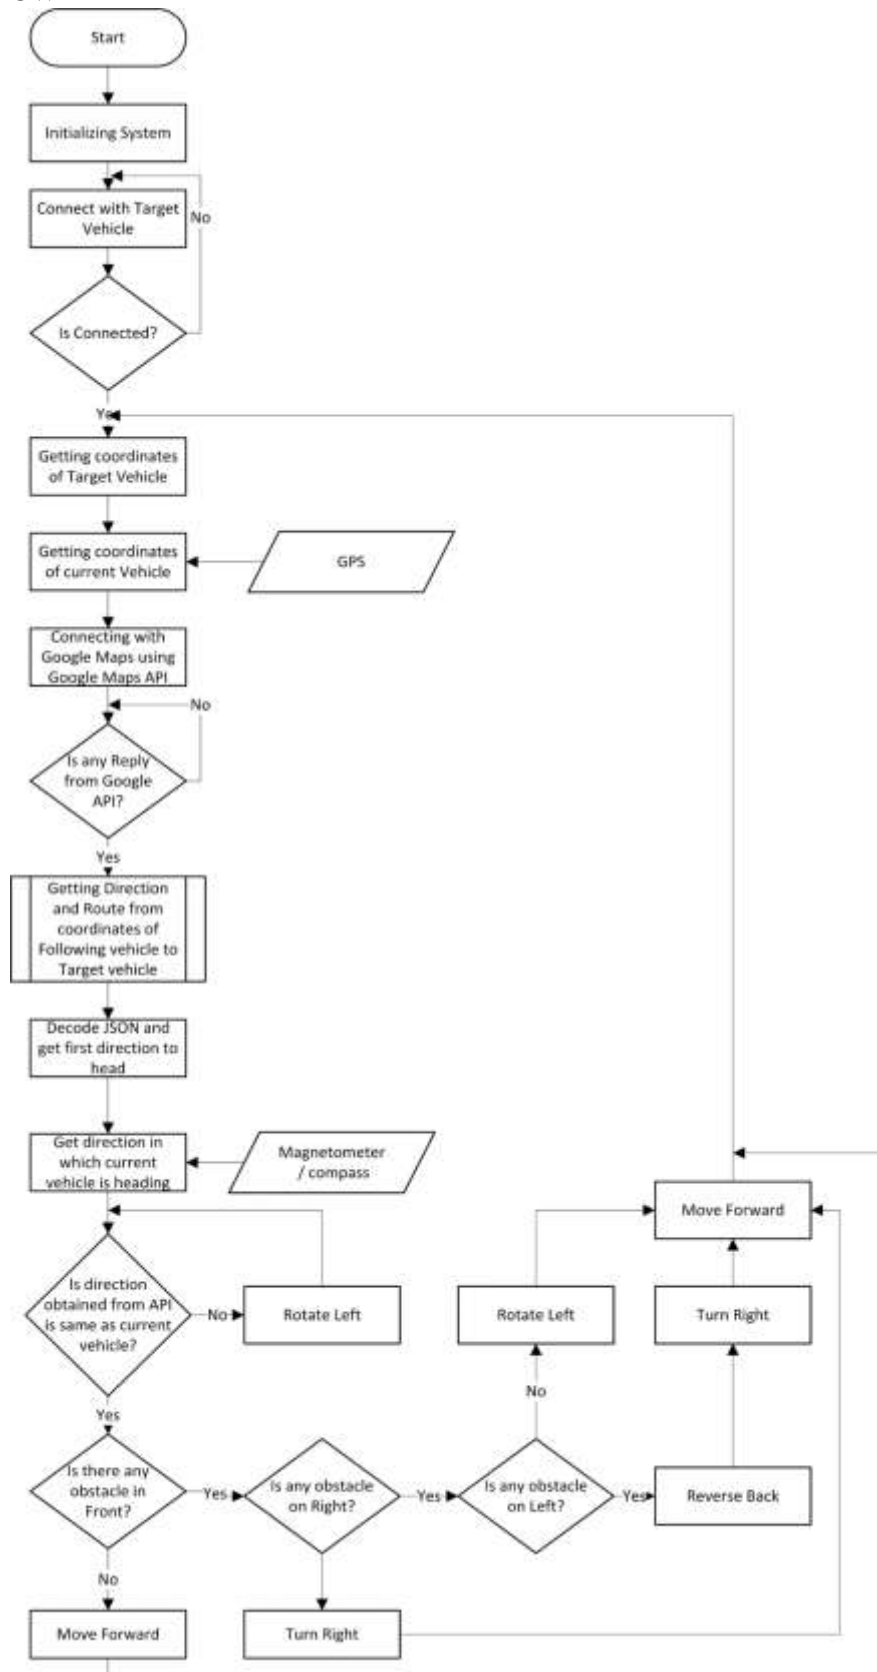 Start
Initializing System
Connect with Target
Vehicle
No
Is Connected?
Yes
Getting coordinates
of Target Vehicle
Getting coordinates
of current Vehicle
GPS
Connecting with
Google Maps using
Google Maps API
No
Is any Reply
from Google
API?
Yes
Getting Direction
and Route from
coordinates of
Following vehicle to
Target vehicle
Decode JSON and
get first direction to
head
Get direction in
which current
vehicle is heading
Magnetometer
/ compass
Move Forward
Is direction
obtained from API
is same as current
vehicle?
No
Rotate Left
Rotate Left
Turn Right
No
Yes
Is there any
obstacle in
Front?
Yes
Is any obstacle
on Right?
Yes
Is any obstacle
on Left?
Yes
Reverse Back
No
Move Forward
Turn Right